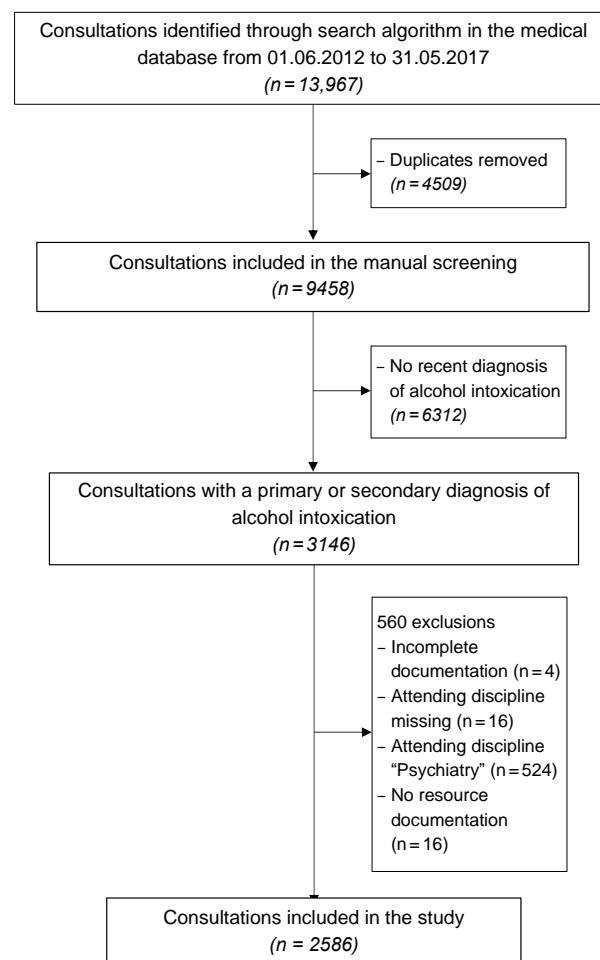 Consultations identified through search algorithm in the medical
database from 01.06.2012 to 31.05.2017
(n = 13,967)
– Duplicates removed
(n = 4509)
Consultations included in the manual screening
(n = 9458)
– No recent diagnosis
of alcohol intoxication
(n = 6312)
Consultations with a primary or secondary diagnosis of
alcohol intoxication
(n = 3146)
560 exclusions
– Incomplete
documentation (n = 4)
– Attending discipline
missing (n = 16)
– Attending discipline
“Psychiatry” (n = 524)
– No resource
documentation
(n = 16)
Consultations included in the study
(n = 2586)